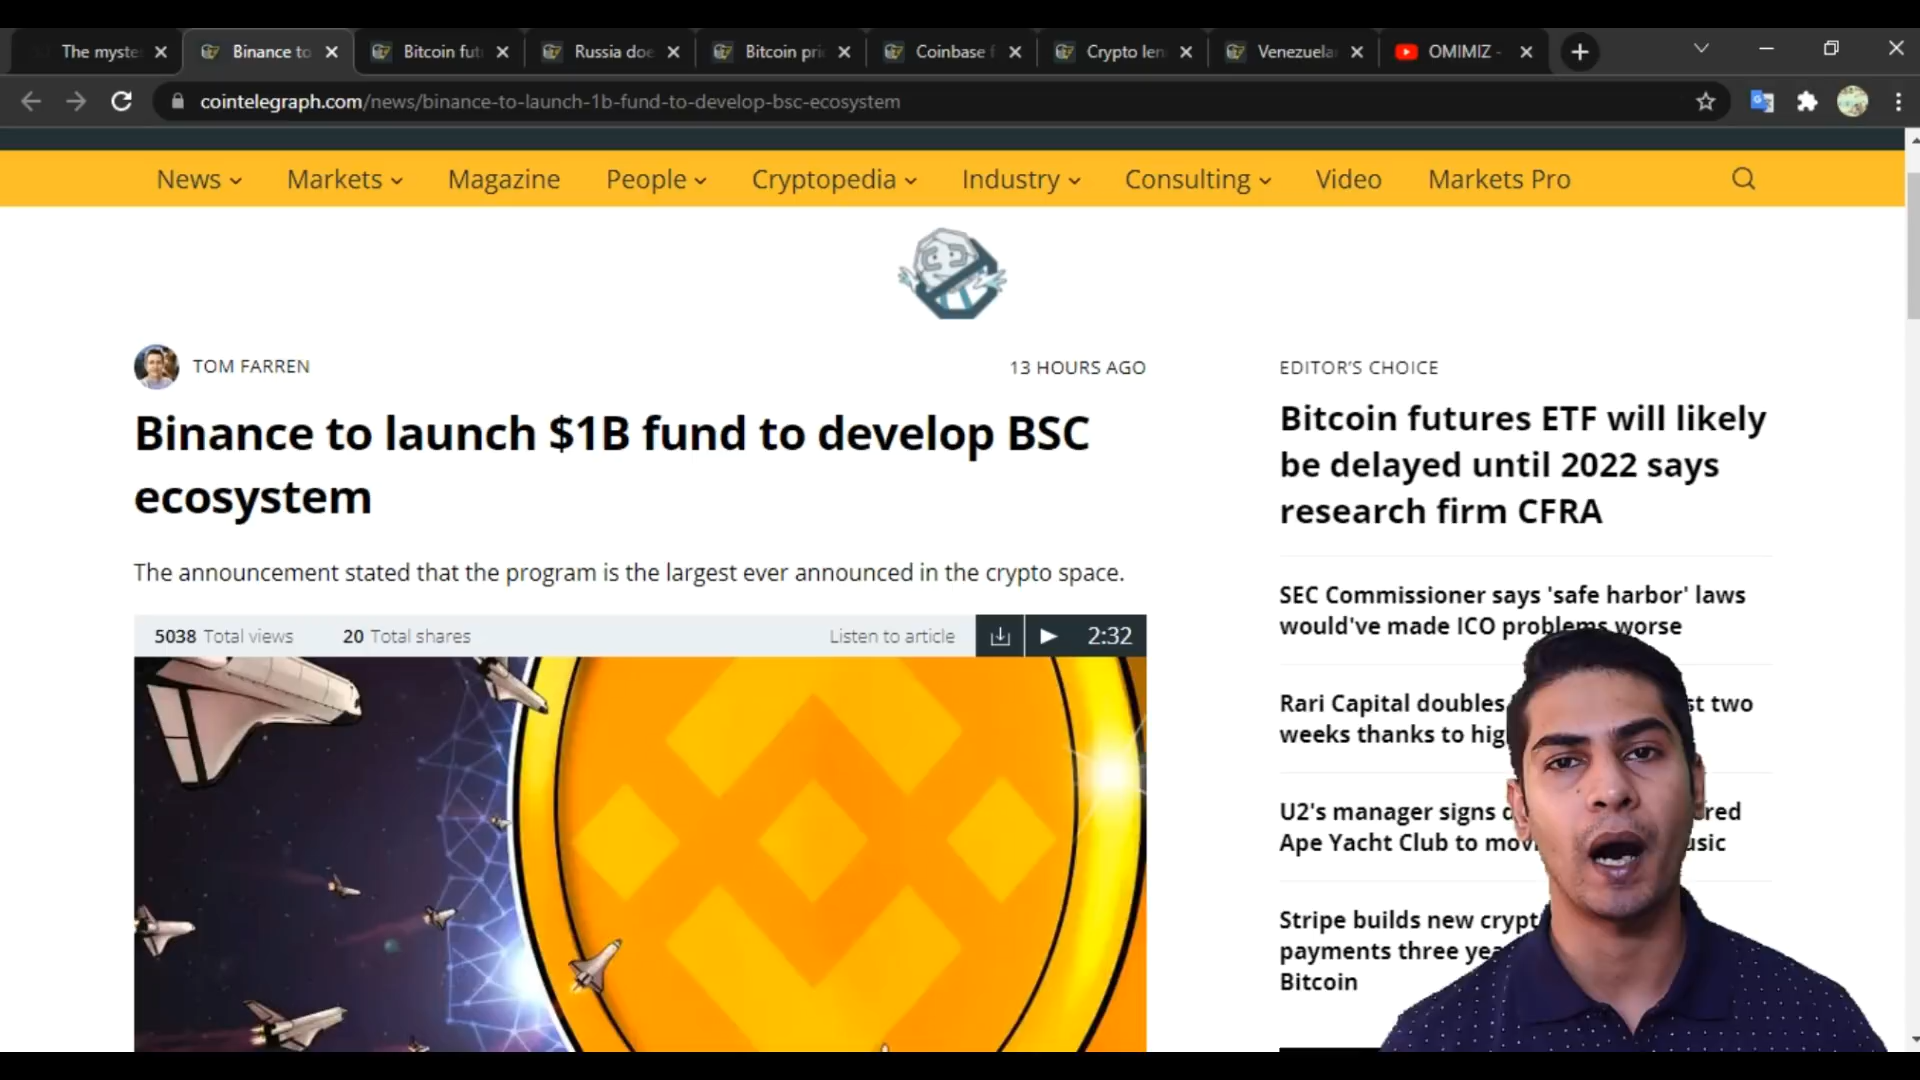 The myste
Binance to
Bitcoin fut
Russia doe
Bitcoin pri
Coinbase f
Crypto len
Venezuela
OMIMIZ -
cointelegraph.com/news/binance-to-launch-1b-fund-to-develop-bsc-ecosystem
News Markets Magazine People Cryptopedia Industry Consulting Video Markets Pro
TOM FARREN
13 HOURS AGO
Binance to launch $1B fund to develop BSC
ecosystem
The announcement stated that the program is the largest ever announced in the crypto space.
5038 Total views 20 Total shares Listen to article 2:32
EDITOR'S CHOICE
Bitcoin futures ETF will likely
be delayed until 2022 says
research firm CFRA
SEC Commissioner says 'safe harbor' laws
would've made ICO problems worse
Rari Capital doubles st two
weeks thanks to hig
U2's manager signs red
Ape Yacht Club to mov usic
Stripe builds new crypt
payments three yea
Bitcoin